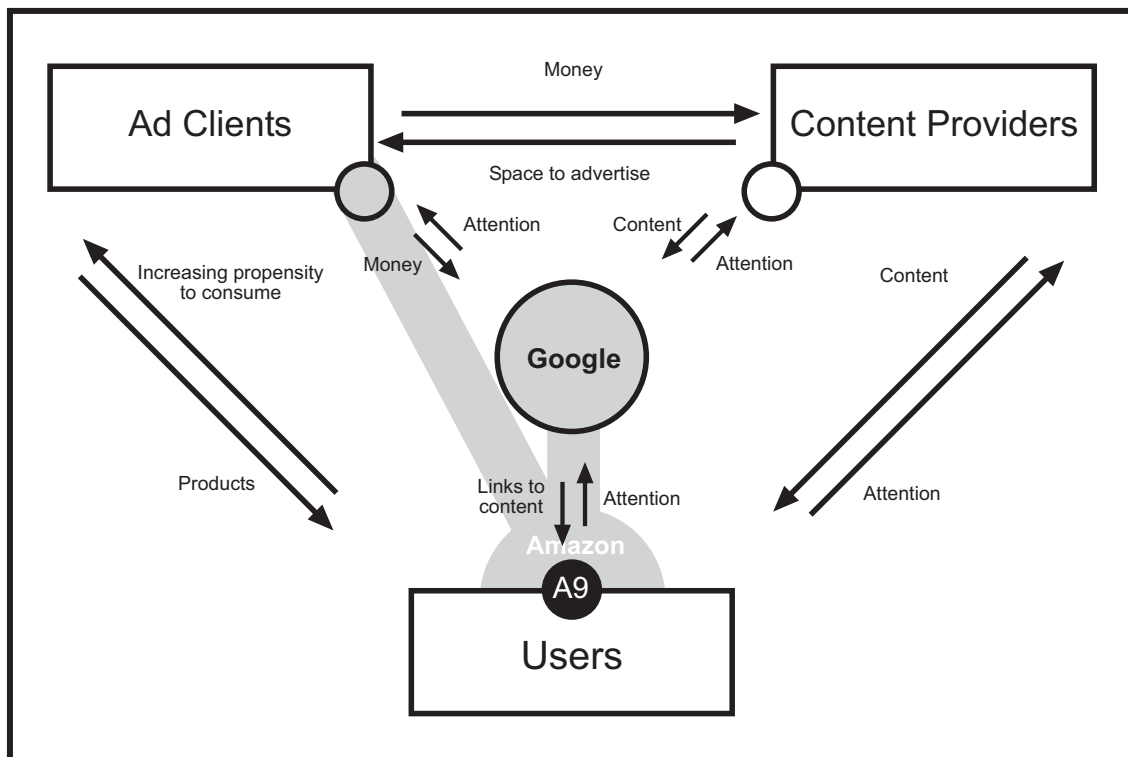 Money
Ad Clients
Content Providers
Space to advertise
Attention
Content
Money
Attention
Increasing propensity
to consume
Content
Google
Products
Links to
content
Attention
Attention
Amazon
A9
Users